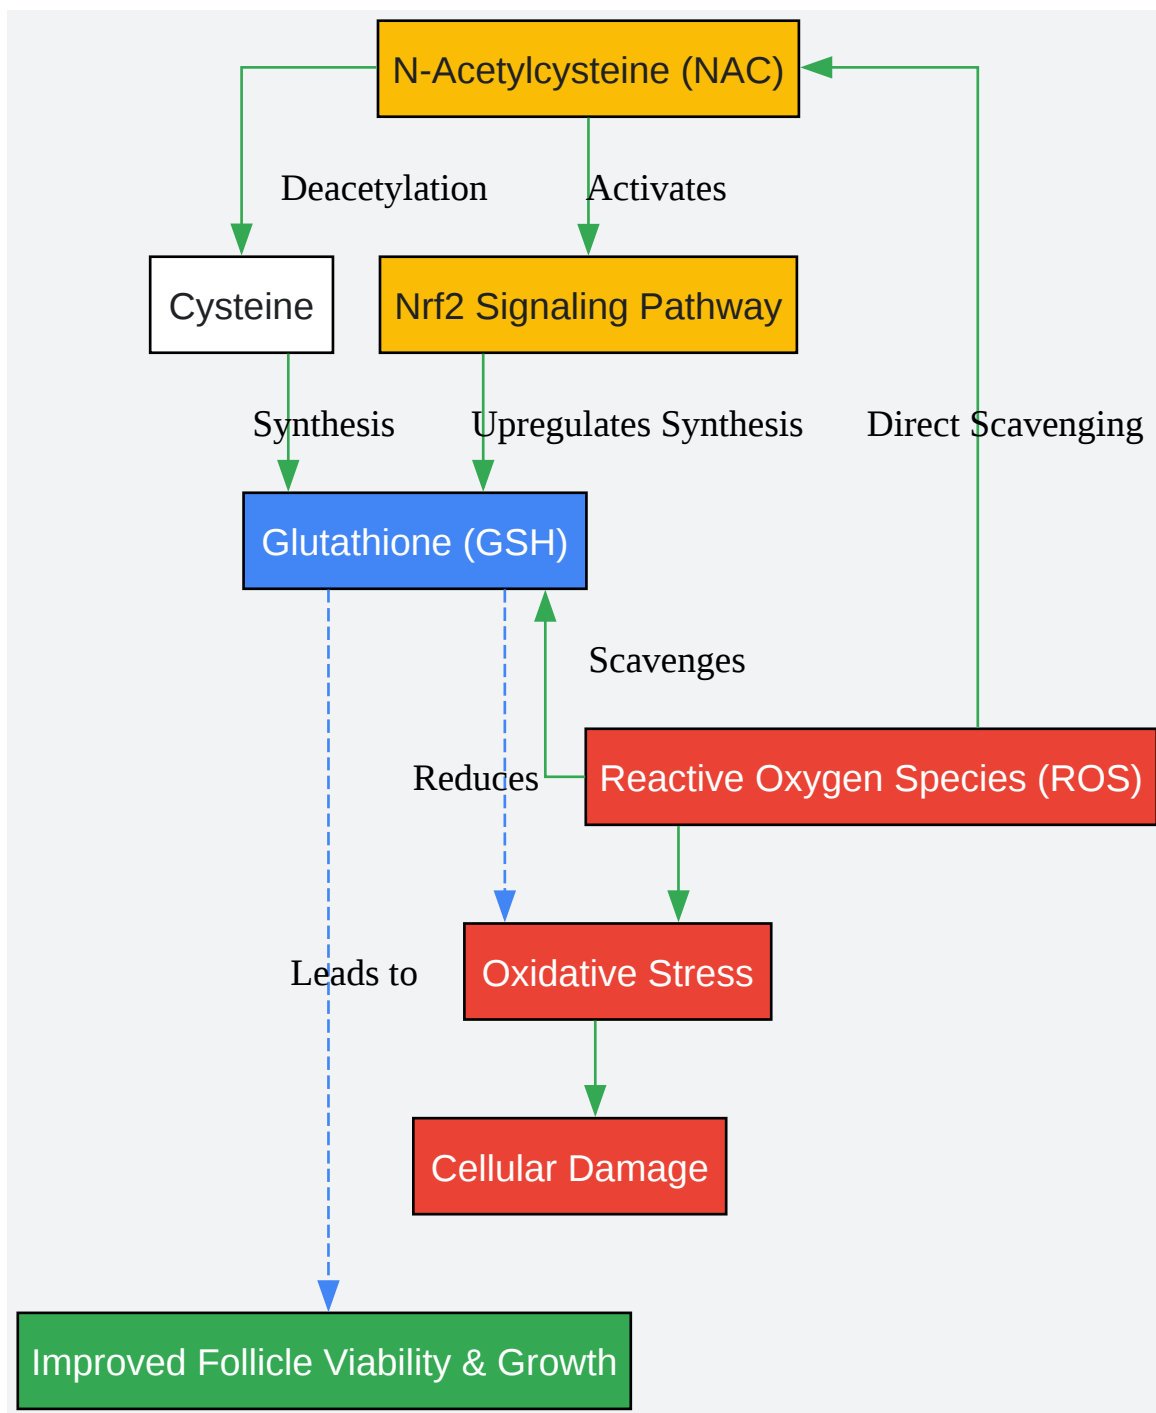 N-Acetylcysteine (NAC)
Deacetylation
Activates
Cysteine
Nrf2 Signaling Pathway
Synthesis
Upregulates Synthesis
Direct Scavenging
Glutathione (GSH)
Scavenges
Reduces
Reactive Oxygen Species (ROS)
Leads to
Oxidative Stress
Cellular Damage
Improved Follicle Viability & Growth